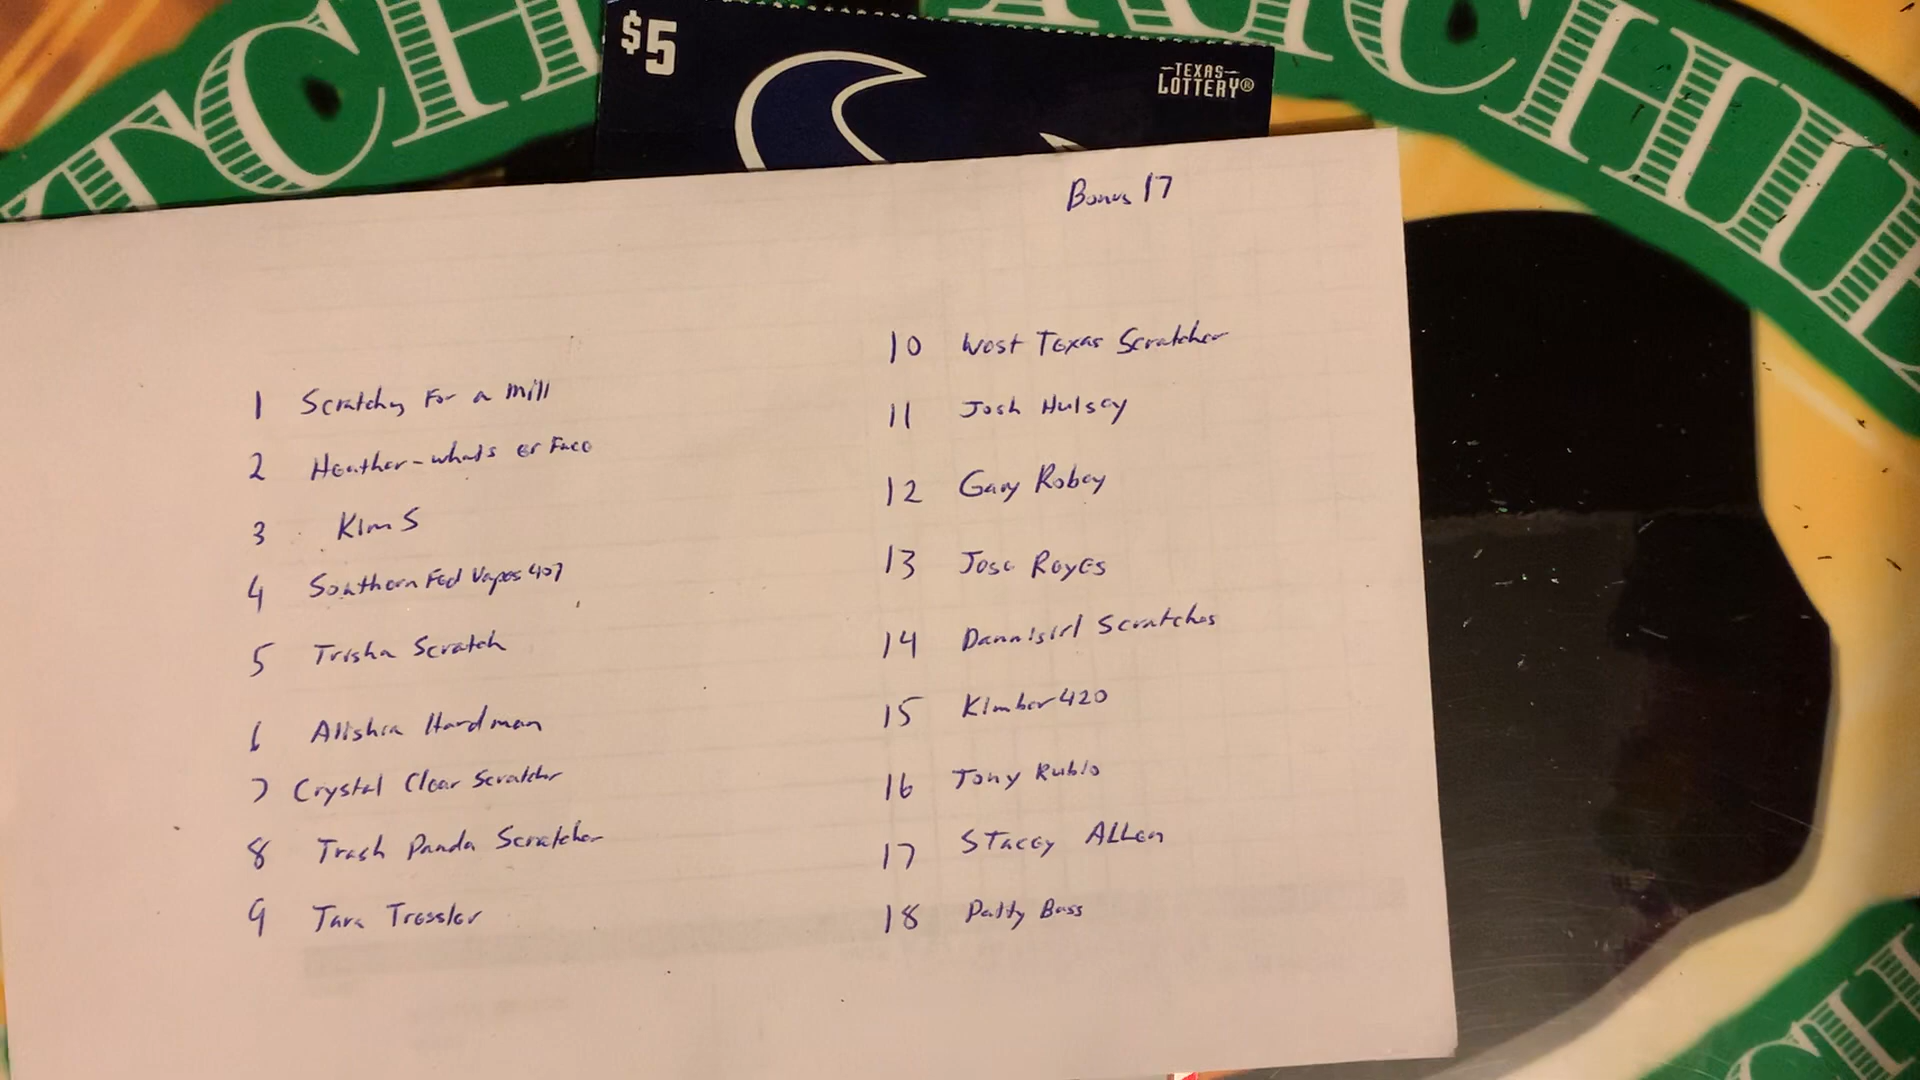 $5
TEXAS
LOTTERY®
Bonus 17
1 Scratchy For a mill
2 Heather-whats er Face
3 Kim S
4 Southern Fed Vapes 407
5 Trisha Scratch
6 Alishia Hardman
7 Crystal Clear Scratcher
8 Trash Panda Scratcher
9 Tara Tressler
10 West Texas Scratcher
11 Josh Hulsey
12 Gary Robey
13 Jose Reyes
14 Dannigirl Scratches
15 Kimber420
16 Tony Rubio
17 Stacey Allen
18 Patty Bass